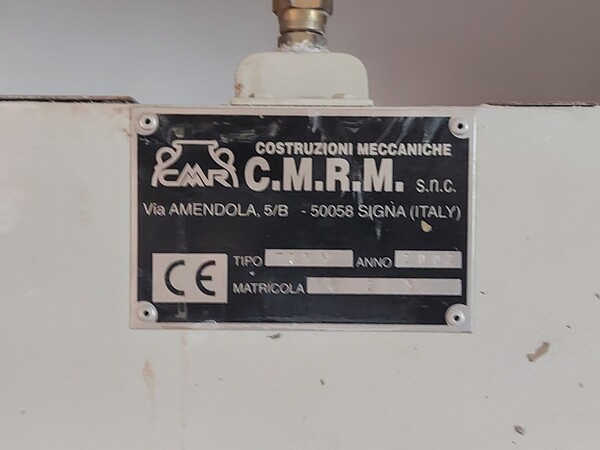 COSTRUZIONI MECCANICHE
CMR C.M.R.M. s.n.c.
Via AMENDOLA, 5/B - 50058 SIGNA (ITALY)
TIPO ANNO
CE MATRICOLA